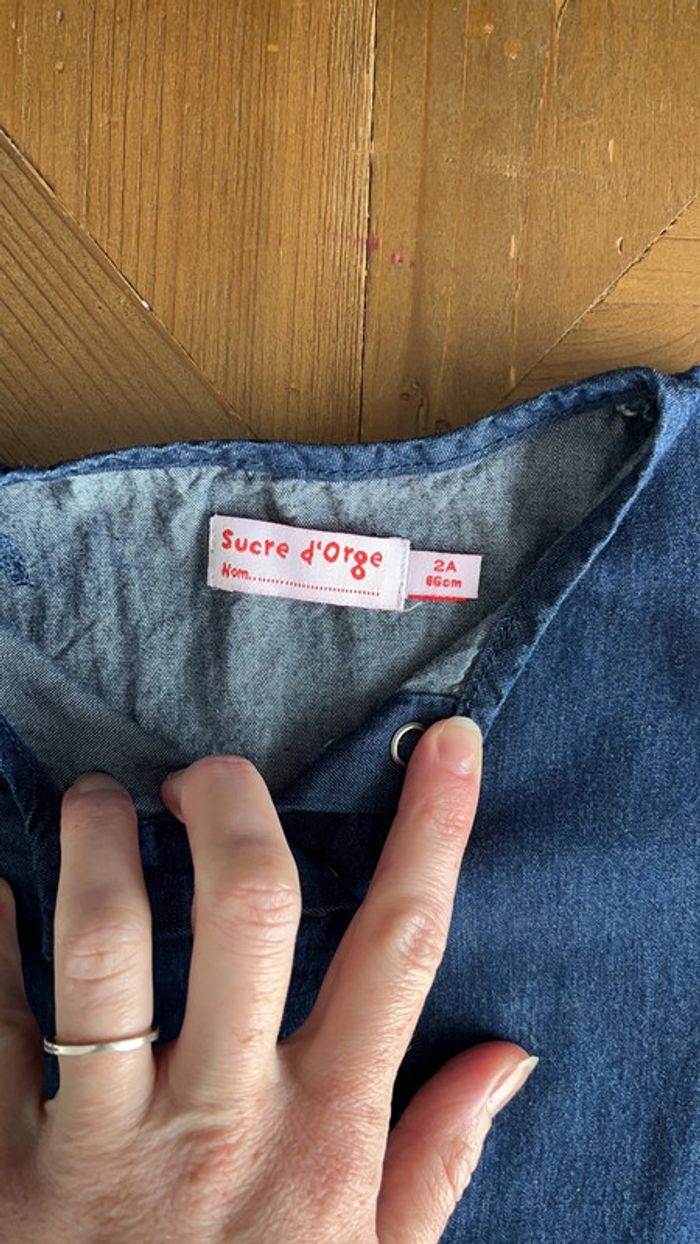 Sucre d'Orge
Nom...............................
2A
86cm